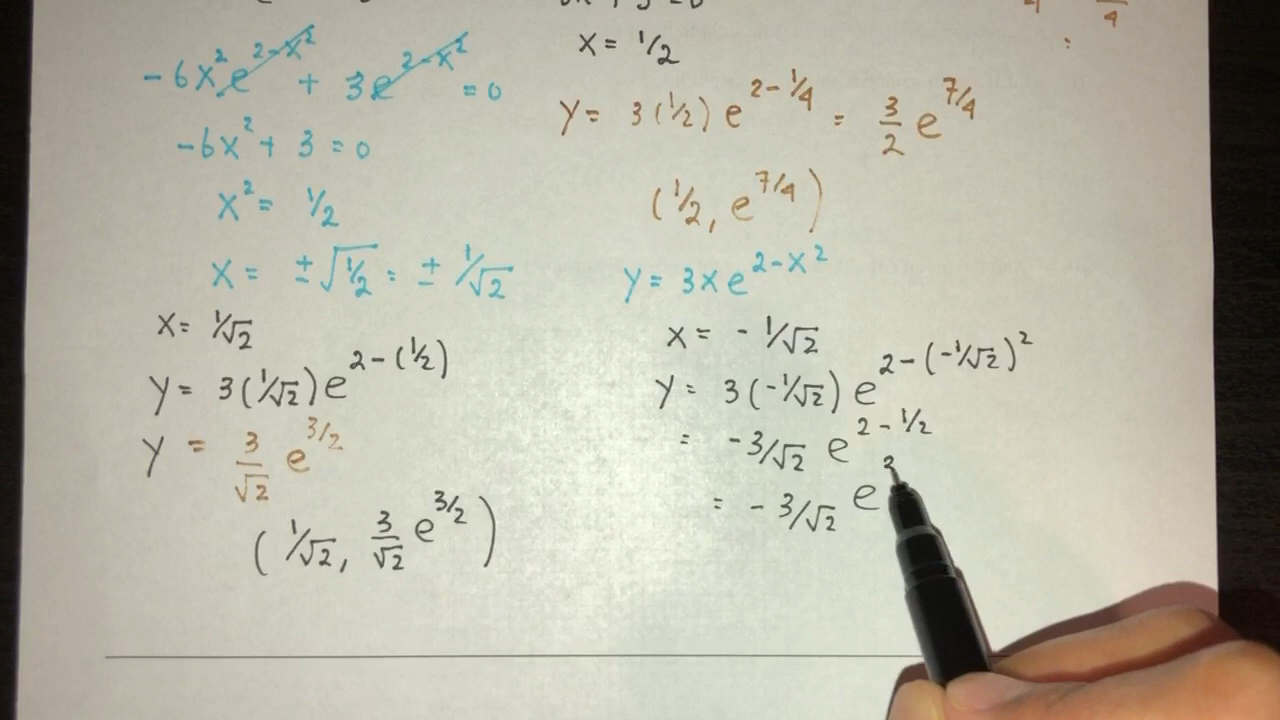 -6x² e^(2-x²) + 3e^(2-x²) = 0
-6x² + 3 = 0
x² = 1/2
x = ±√(1/2) = ± 1/√2
x = 1/√2
y = 3(1/√2) e^(2-(1/2))
y = 3/√2 e^(3/2)
(1/√2, 3/√2 e^(3/2))
x = 1/2
y = 3(1/2) e^(2-1/4) = 3/2 e^(7/4)
(1/2, e^(7/4))
y = 3x e^(2-x²)
x = -1/√2
y = 3(-1/√2) e^(2-(-1/√2)²)
= -3/√2 e^(2-1/2)
= -3/√2 e